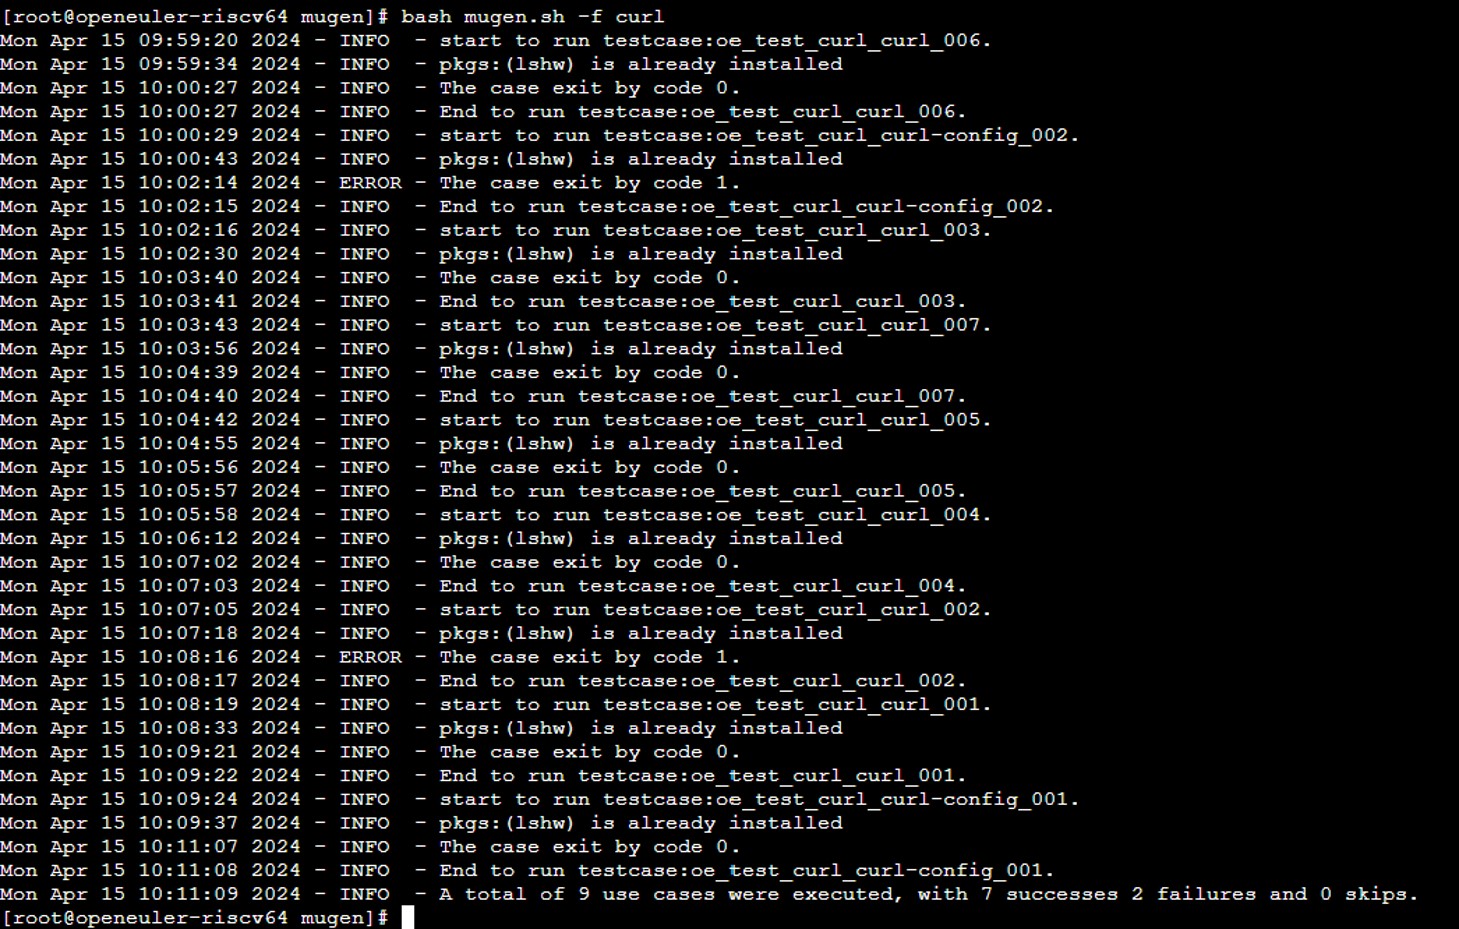 [root@openeuler-riscv64 mugen]# bash mugen.sh -f curl
Mon Apr 15 09:59:20 2024 - INFO  - start to run testcase:oe_test_curl_curl_006.
Mon Apr 15 09:59:34 2024 - INFO  - pkgs:(lshw) is already installed
Mon Apr 15 10:00:27 2024 - INFO  - The case exit by code 0.
Mon Apr 15 10:00:27 2024 - INFO  - End to run testcase:oe_test_curl_curl_006.
Mon Apr 15 10:00:29 2024 - INFO  - start to run testcase:oe_test_curl_curl-config_002.
Mon Apr 15 10:00:43 2024 - INFO  - pkgs:(lshw) is already installed
Mon Apr 15 10:02:14 2024 - ERROR - The case exit by code 1.
Mon Apr 15 10:02:15 2024 - INFO  - End to run testcase:oe_test_curl_curl-config_002.
Mon Apr 15 10:02:16 2024 - INFO  - start to run testcase:oe_test_curl_curl_003.
Mon Apr 15 10:02:30 2024 - INFO  - pkgs:(lshw) is already installed
Mon Apr 15 10:03:40 2024 - INFO  - The case exit by code 0.
Mon Apr 15 10:03:41 2024 - INFO  - End to run testcase:oe_test_curl_curl_003.
Mon Apr 15 10:03:43 2024 - INFO  - start to run testcase:oe_test_curl_curl_007.
Mon Apr 15 10:03:56 2024 - INFO  - pkgs:(lshw) is already installed
Mon Apr 15 10:04:39 2024 - INFO  - The case exit by code 0.
Mon Apr 15 10:04:40 2024 - INFO  - End to run testcase:oe_test_curl_curl_007.
Mon Apr 15 10:04:42 2024 - INFO  - start to run testcase:oe_test_curl_curl_005.
Mon Apr 15 10:04:55 2024 - INFO  - pkgs:(lshw) is already installed
Mon Apr 15 10:05:56 2024 - INFO  - The case exit by code 0.
Mon Apr 15 10:05:57 2024 - INFO  - End to run testcase:oe_test_curl_curl_005.
Mon Apr 15 10:05:58 2024 - INFO  - start to run testcase:oe_test_curl_curl_004.
Mon Apr 15 10:06:12 2024 - INFO  - pkgs:(lshw) is already installed
Mon Apr 15 10:07:02 2024 - INFO  - The case exit by code 0.
Mon Apr 15 10:07:03 2024 - INFO  - End to run testcase:oe_test_curl_curl_004.
Mon Apr 15 10:07:05 2024 - INFO  - start to run testcase:oe_test_curl_curl_002.
Mon Apr 15 10:07:18 2024 - INFO  - pkgs:(lshw) is already installed
Mon Apr 15 10:08:16 2024 - ERROR - The case exit by code 1.
Mon Apr 15 10:08:17 2024 - INFO  - End to run testcase:oe_test_curl_curl_002.
Mon Apr 15 10:08:19 2024 - INFO  - start to run testcase:oe_test_curl_curl_001.
Mon Apr 15 10:08:33 2024 - INFO  - pkgs:(lshw) is already installed
Mon Apr 15 10:09:21 2024 - INFO  - The case exit by code 0.
Mon Apr 15 10:09:22 2024 - INFO  - End to run testcase:oe_test_curl_curl_001.
Mon Apr 15 10:09:24 2024 - INFO  - start to run testcase:oe_test_curl_curl-config_001.
Mon Apr 15 10:09:37 2024 - INFO  - pkgs:(lshw) is already installed
Mon Apr 15 10:11:07 2024 - INFO  - The case exit by code 0.
Mon Apr 15 10:11:08 2024 - INFO  - End to run testcase:oe_test_curl_curl-config_001.
Mon Apr 15 10:11:09 2024 - INFO  - A total of 9 use cases were executed, with 7 successes 2 failures and 0 skips.
[root@openeuler-riscv64 mugen]#